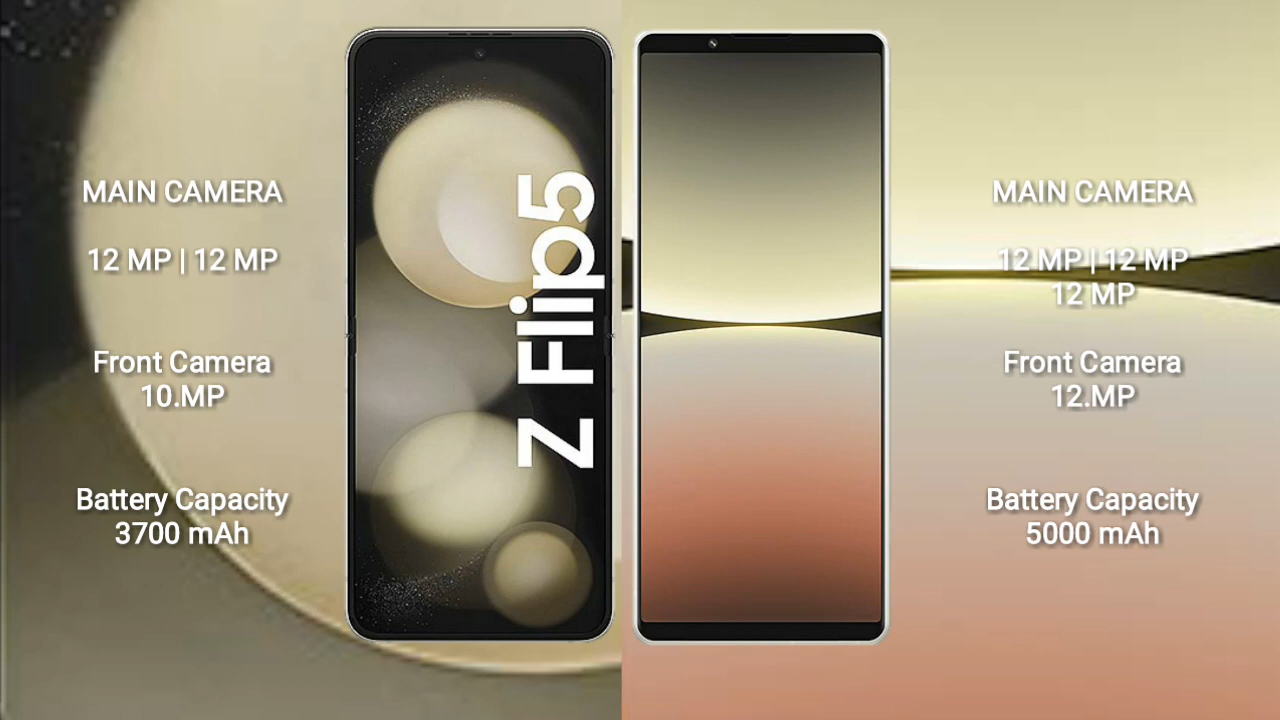 MAIN CAMERA
12 MP | 12 MP
Front Camera
10.MP
Battery Capacity
3700 mAh
Z Flip5
MAIN CAMERA
12 MP | 12 MP
12 MP
Front Camera
12.MP
Battery Capacity
5000 mAh